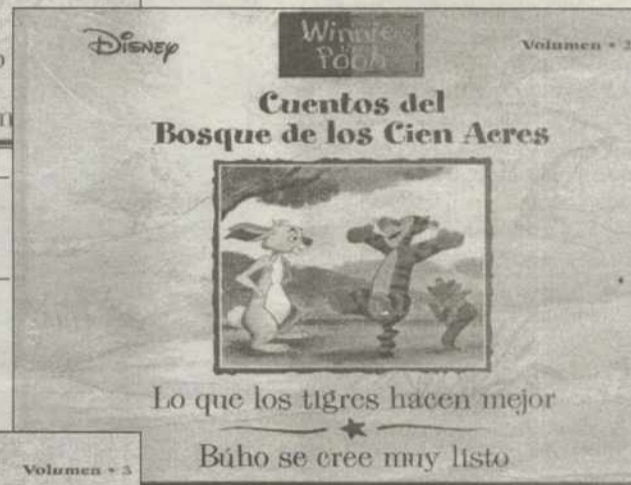 Disney
Winnie the Pooh
Volumen •
Cuentos del
Bosque de los Cien Acres
Lo que los tigres hacen mejor
Búho se cree muy listo
Volumen • 3